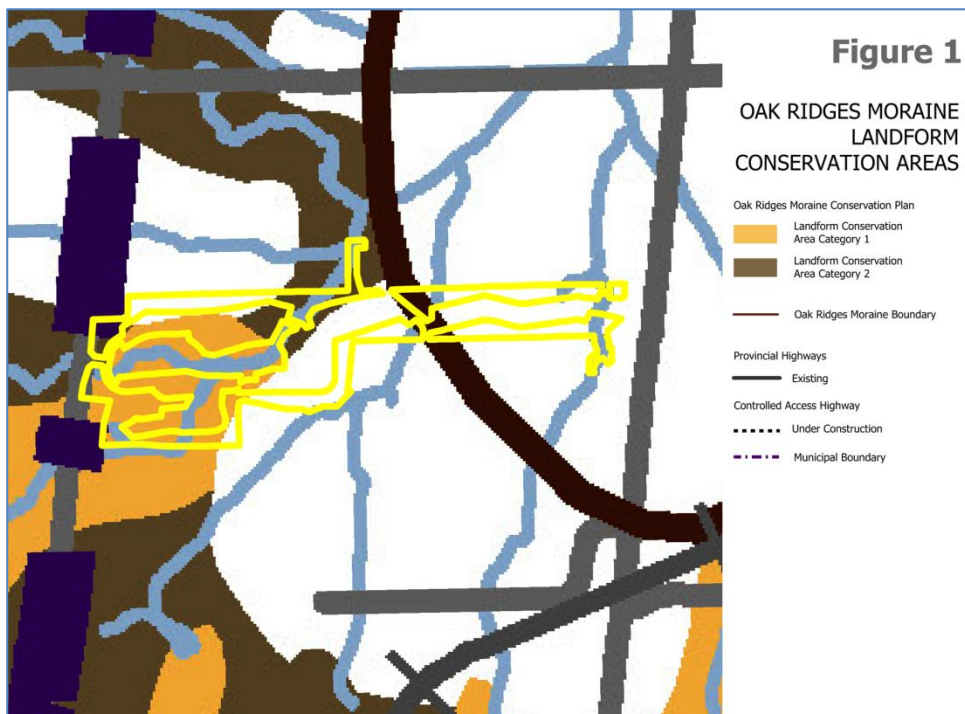 Figure 1
OAK RIDGES MORAINE
LANDFORM
CONSERVATION AREAS
Oak Ridges Moraine Conservation Plan
Landform Conservation
Area Category 1
Landform Conservation
Area Category 2
Oak Ridges Moraine Boundary
Provincial Highways
Existing
Controlled Access Highway
Under Construction
Municipal Boundary